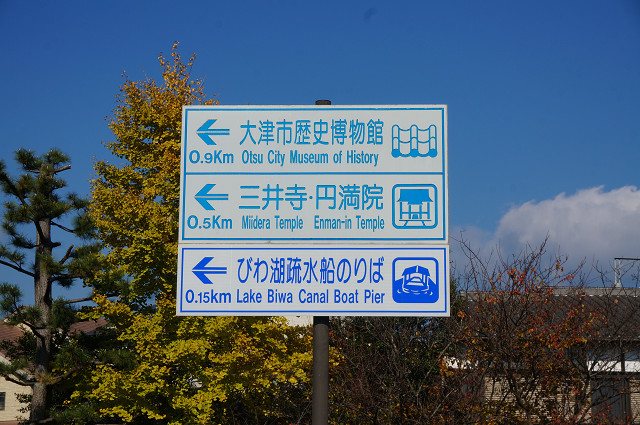 大津市歴史博物館
0.9Km Otsu City Museum of History
三井寺・円満院
0.5Km Miidera Temple Enman-in Temple
びわ湖疏水船のりば
0.15km Lake Biwa Canal Boat Pier